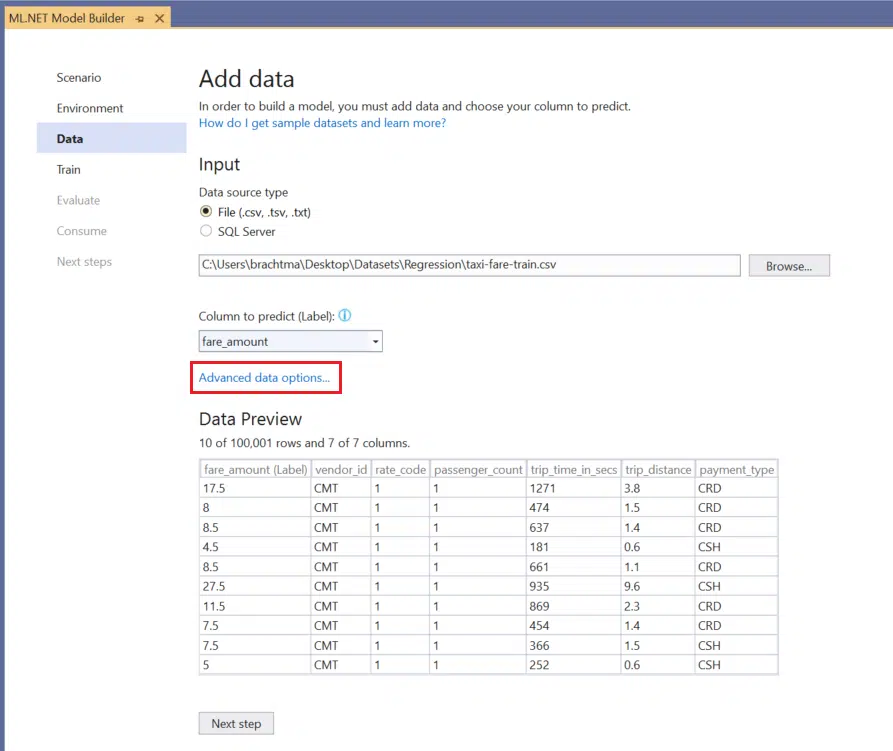 ML.NET Model Builder
Scenario
Environment
Data
Train
Evaluate
Consume
Next steps
Add data
In order to build a model, you must add data and choose your column to predict.
How do I get sample datasets and learn more?
Input
Data source type
File (.csv, .tsv, .txt)
SQL Server
C:\Users\brachtma\Desktop\Datasets\Regression\taxi-fare-train.csv
Browse...
Column to predict (Label):
fare_amount
Advanced data options...
Data Preview
10 of 100,001 rows and 7 of 7 columns.
fare_amount (Label) vendor_id rate_code passenger_count trip_time_in_secs trip_distance payment_type
17.5 CMT 1 1 1271 3.8 CRD
8 CMT 1 1 474 1.5 CRD
8.5 CMT 1 1 637 1.4 CRD
4.5 CMT 1 1 181 0.6 CSH
8.5 CMT 1 1 661 1.1 CRD
27.5 CMT 1 1 935 9.6 CSH
11.5 CMT 1 1 869 2.3 CRD
7.5 CMT 1 1 454 1.4 CRD
7.5 CMT 1 1 366 1.5 CSH
5 CMT 1 1 252 0.6 CSH
Next step